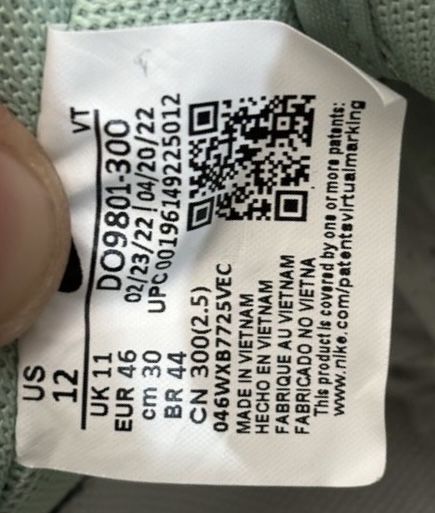 US
12
VT
UK 11
EUR 46
cm 30
BR 44
DO9801-300
02/23/22 | 04/20/22
UPC 00196149225012
CN 300(2.5)
046WXB7725VEC
MADE IN VIETNAM
HECHO EN VIETNAM
FABRIQUE AU VIETNAM
FABRICADO NO VIETNA
This product is covered by one or more patents:
www.nike.com/patentsvirtualmarking